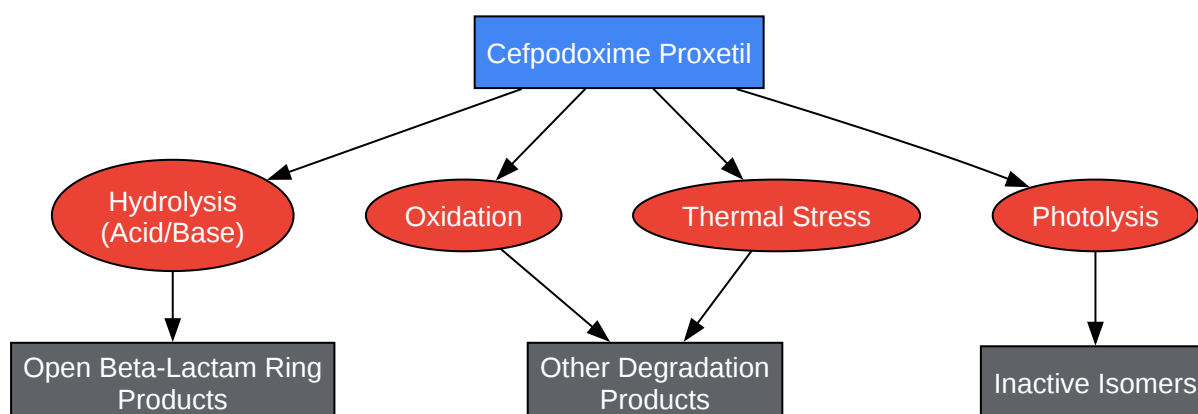 Cefpodoxime Proxetil
Hydrolysis
(Acid/Base)
Oxidation
Thermal Stress
Photolysis
Open Beta-Lactam Ring
Products
Other Degradation
Products
Inactive Isomers